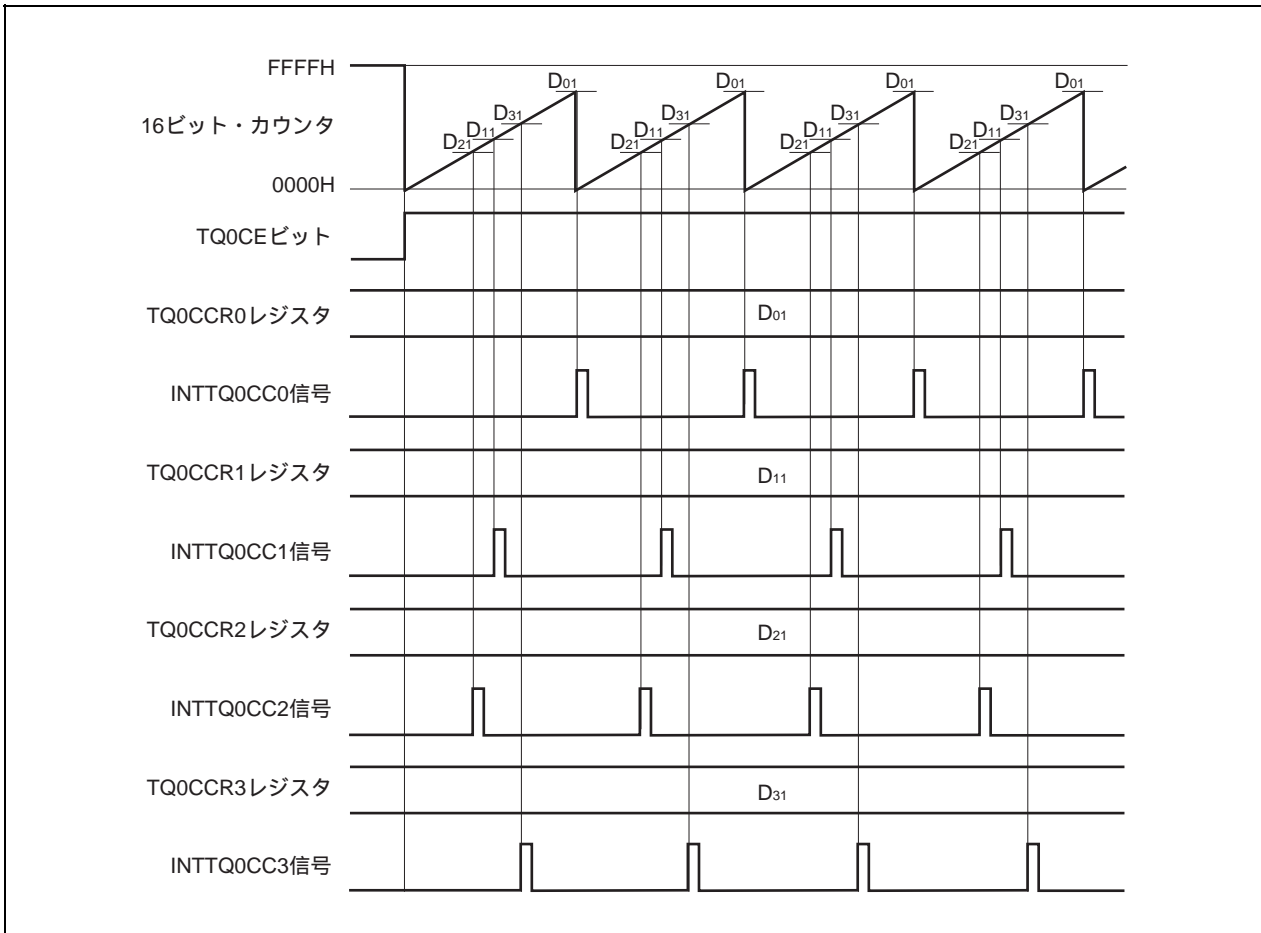 FFFFH
D01 D01 D01 D01
16ビット・カウンタ
D31 D31 D31 D31
D11 D11 D11 D11
D21 D21 D21 D21
0000H
TQ0CEビット
TQ0CCR0レジスタ D01
INTTQ0CC0信号
TQ0CCR1レジスタ D11
INTTQ0CC1信号
TQ0CCR2レジスタ D21
INTTQ0CC2信号
TQ0CCR3レジスタ D31
INTTQ0CC3信号